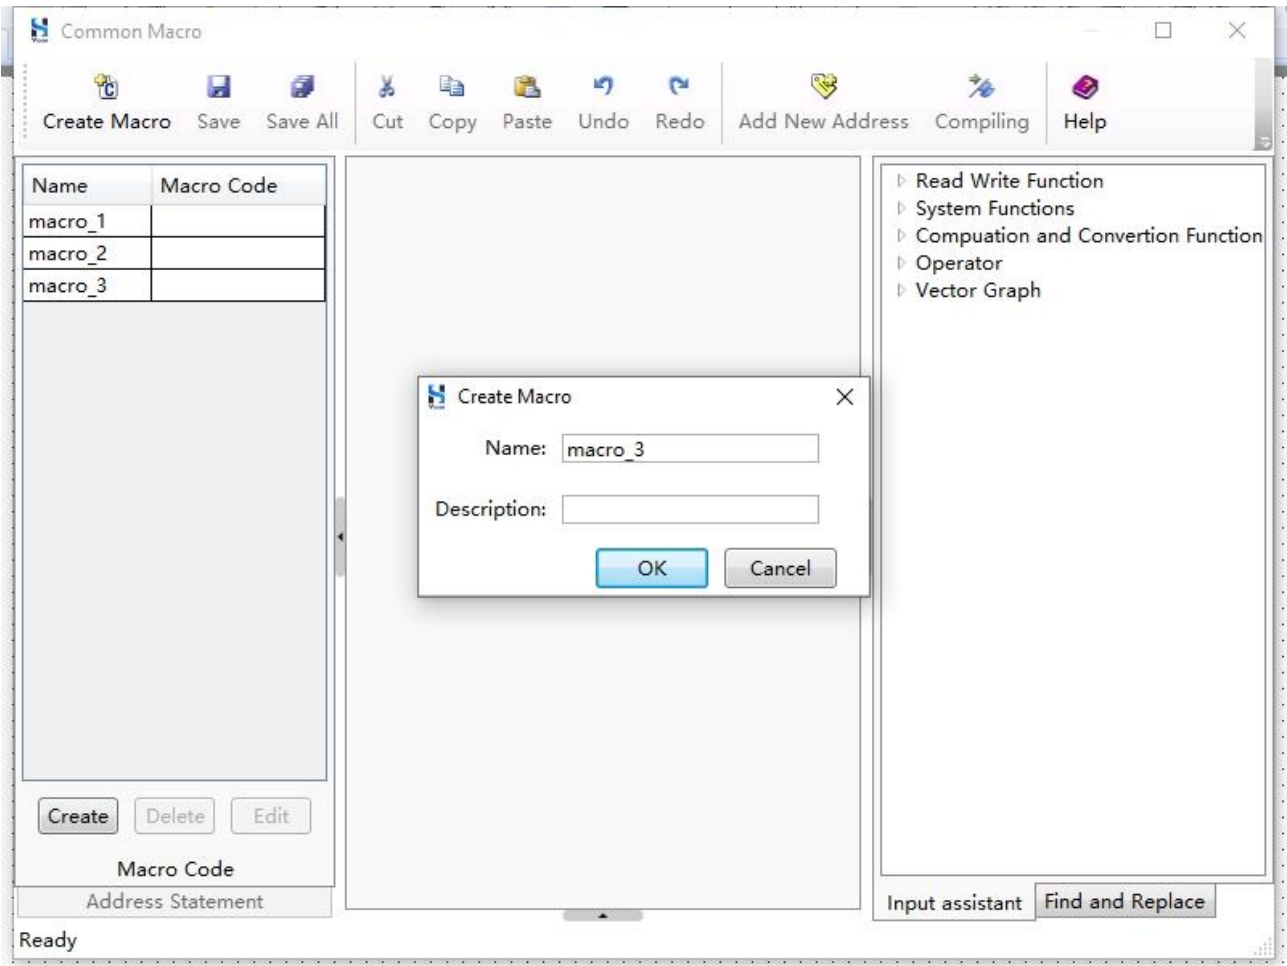 Common Macro
Create Macro Save Save All Cut Copy Paste Undo Redo Add New Address Compiling Help
Name Macro Code
macro_1
macro_2
macro_3
Create Delete Edit
Macro Code
Address Statement
Ready
Create Macro
Name: macro_3
Description:
OK Cancel
Read Write Function
System Functions
Compuation and Convertion Function
Operator
Vector Graph
Input assistant Find and Replace